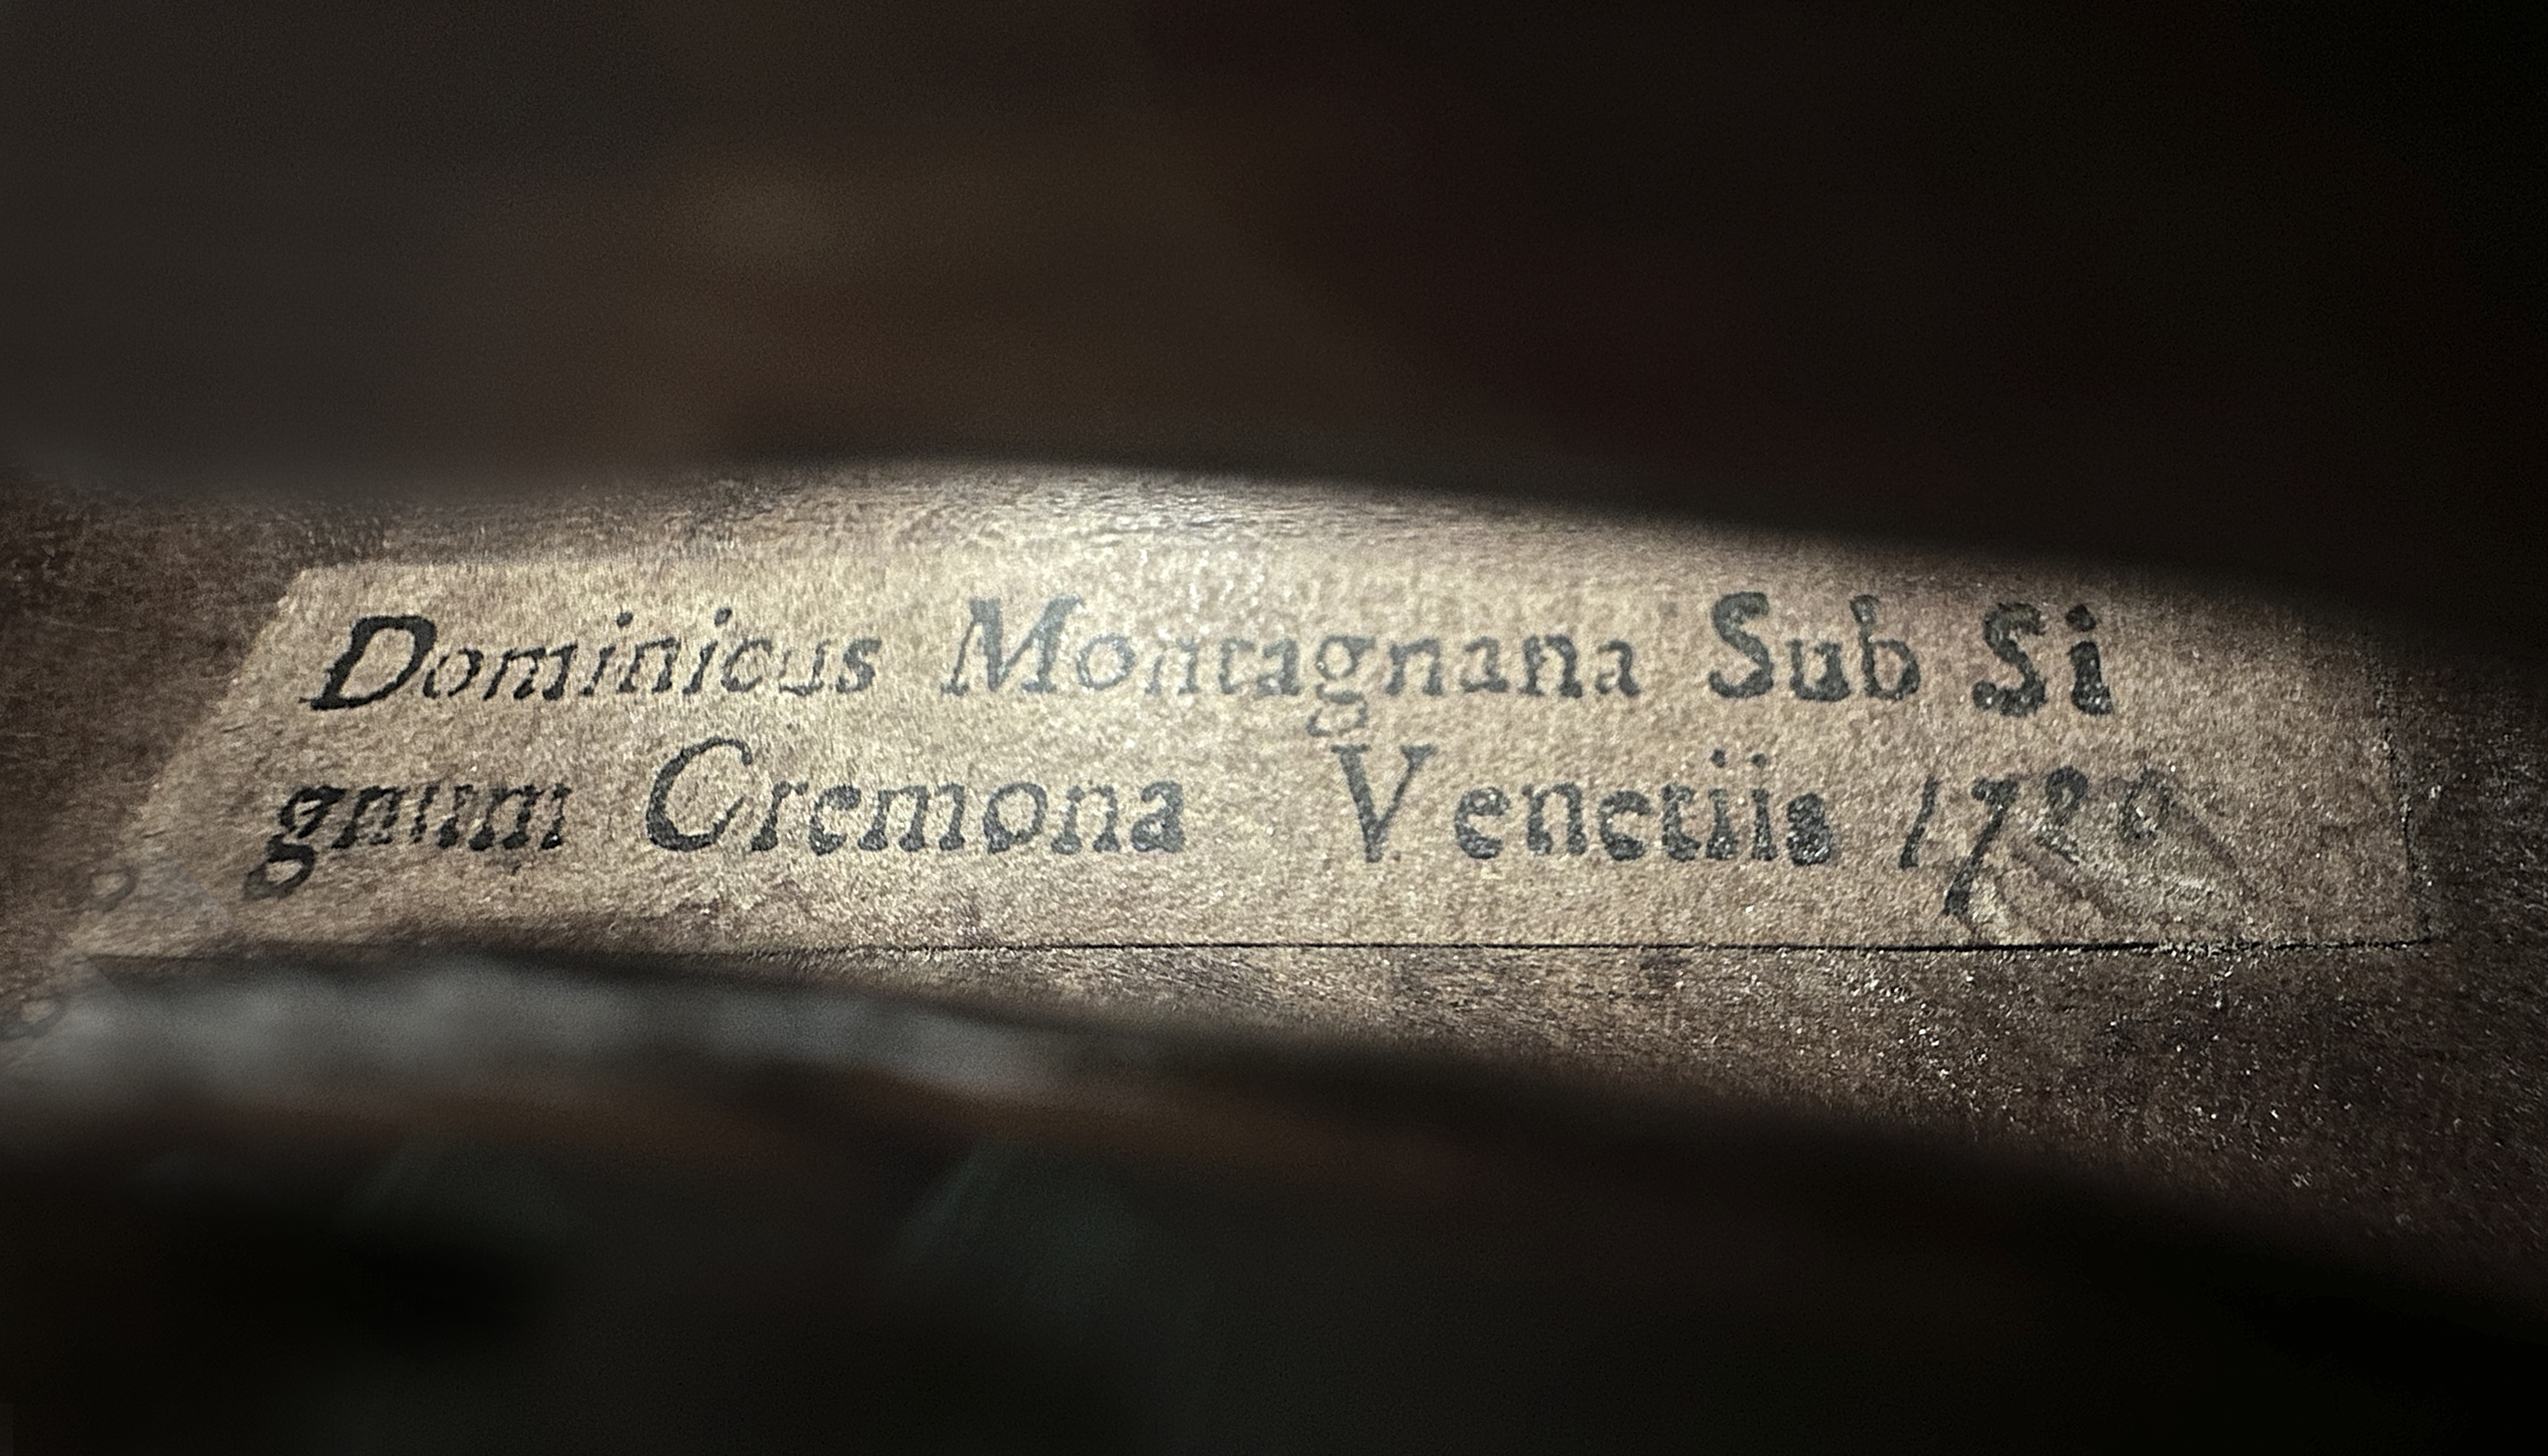 Dominicus Montagnana Sub Si
gnum Cremona Venetiis